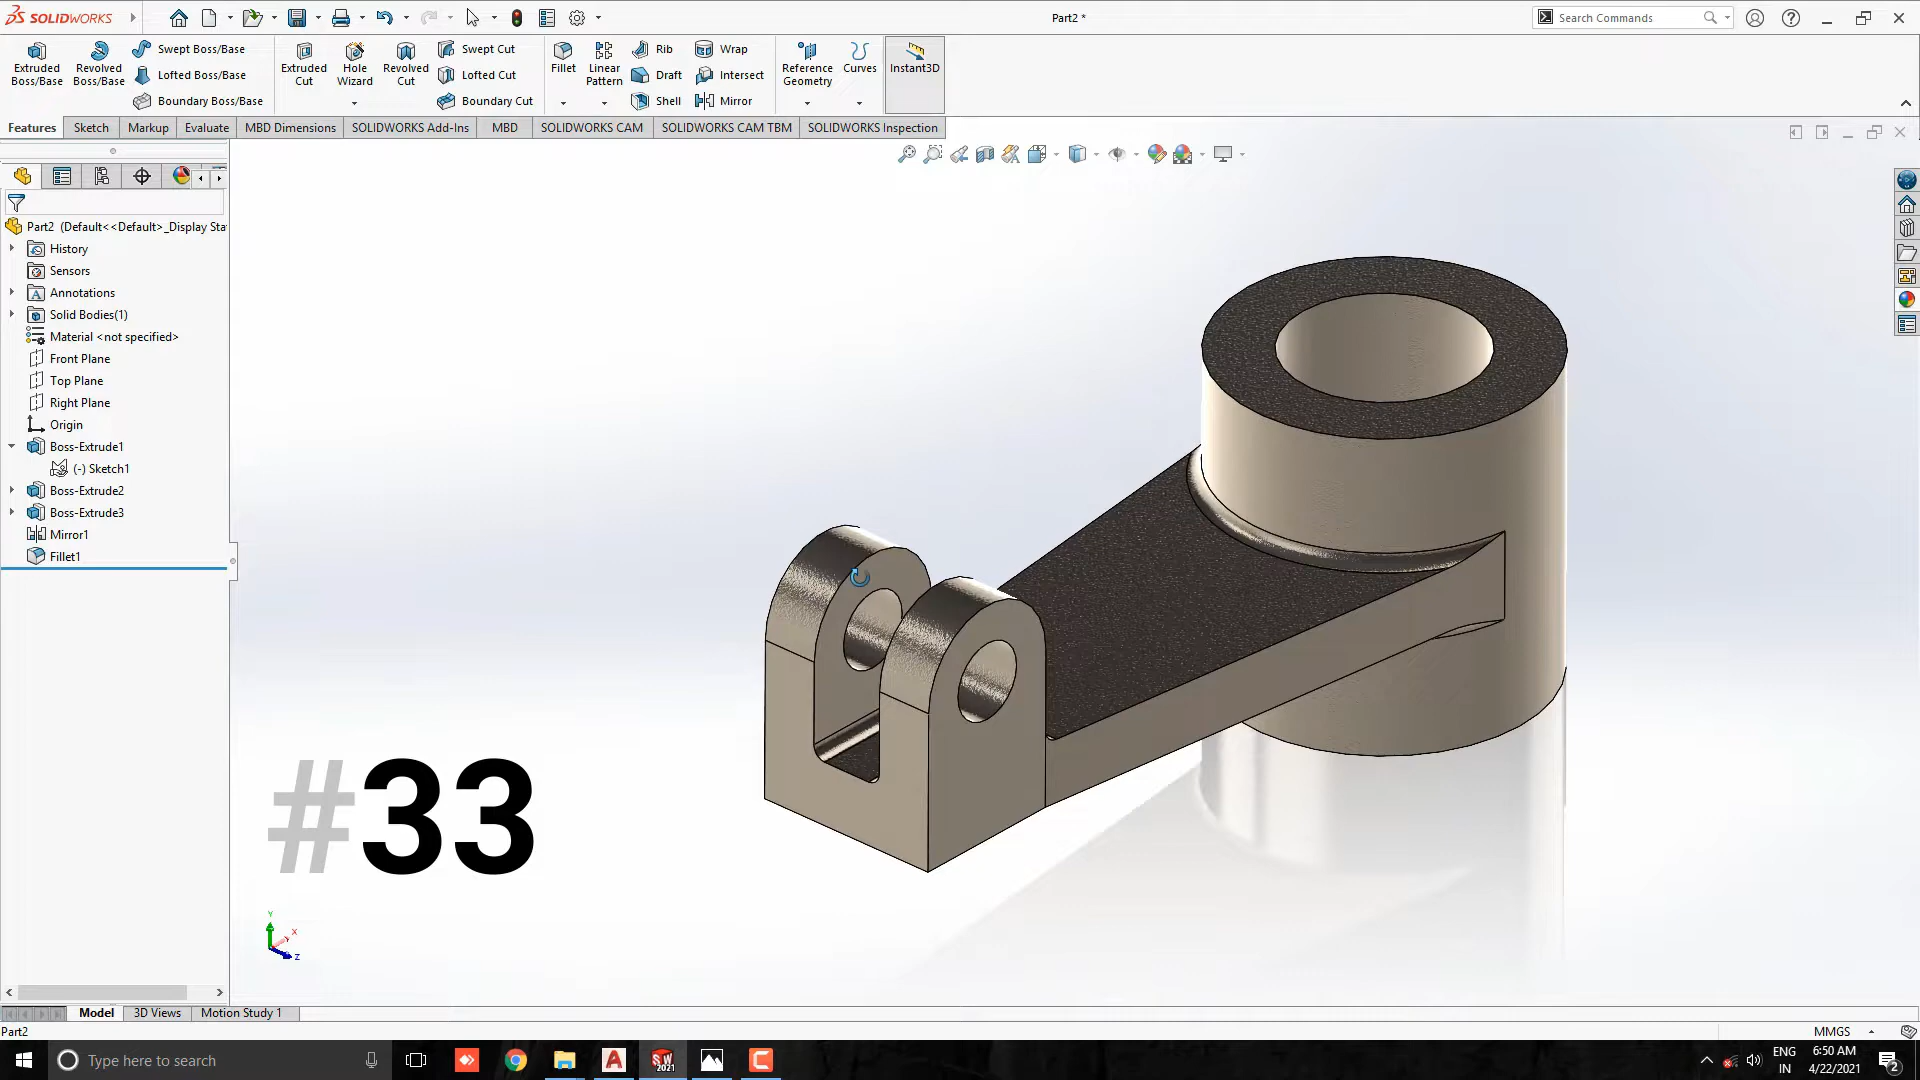 SOLIDWORKS
Part2 *
Search Commands
Extruded Boss/Base
Revolved Boss/Base
Swept Boss/Base
Lofted Boss/Base
Boundary Boss/Base
Extruded Cut
Hole Wizard
Revolved Cut
Swept Cut
Lofted Cut
Boundary Cut
Fillet
Linear Pattern
Rib
Draft
Shell
Wrap
Intersect
Mirror
Reference Geometry
Curves
Instant3D
Features
Sketch
Markup
Evaluate
MBD Dimensions
SOLIDWORKS Add-Ins
MBD
SOLIDWORKS CAM
SOLIDWORKS CAM TBM
SOLIDWORKS Inspection
Part2 (Default<<Default>_Display Sta
History
Sensors
Annotations
Solid Bodies(1)
Material <not specified>
Front Plane
Top Plane
Right Plane
Origin
Boss-Extrude1
(-) Sketch1
Boss-Extrude2
Boss-Extrude3
Mirror1
Fillet1
#33
Y
X
Z
Model
3D Views
Motion Study 1
Part2
MMGS
Type here to search
SW
2021
ENG
IN
6:50 AM
4/22/2021
2